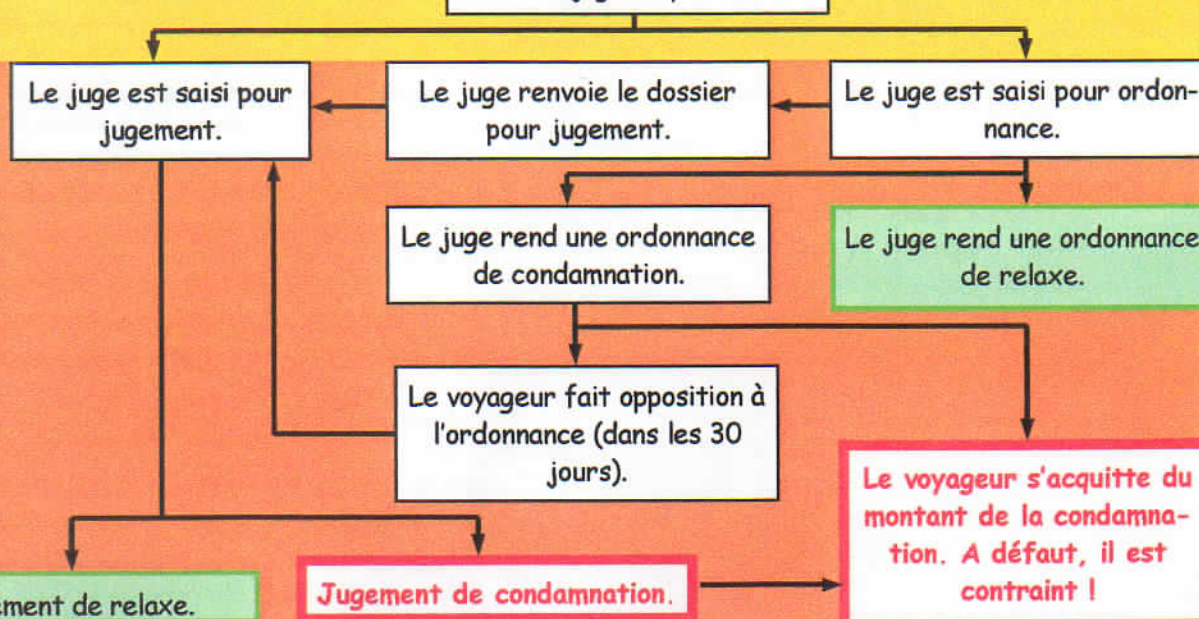 Le juge est saisi pour
jugement.
Le juge renvoie le dossier
pour jugement.
Le juge est saisi pour ordon-
nance.
Le juge rend une ordonnance
de condamnation.
Le juge rend une ordonnance
de relaxe.
Le voyageur fait opposition à
l'ordonnance (dans les 30
jours).
Le voyageur s'acquitte du
montant de la condamna-
tion. A défaut, il est
contraint !
Jugement de condamnation.
ement de relaxe.